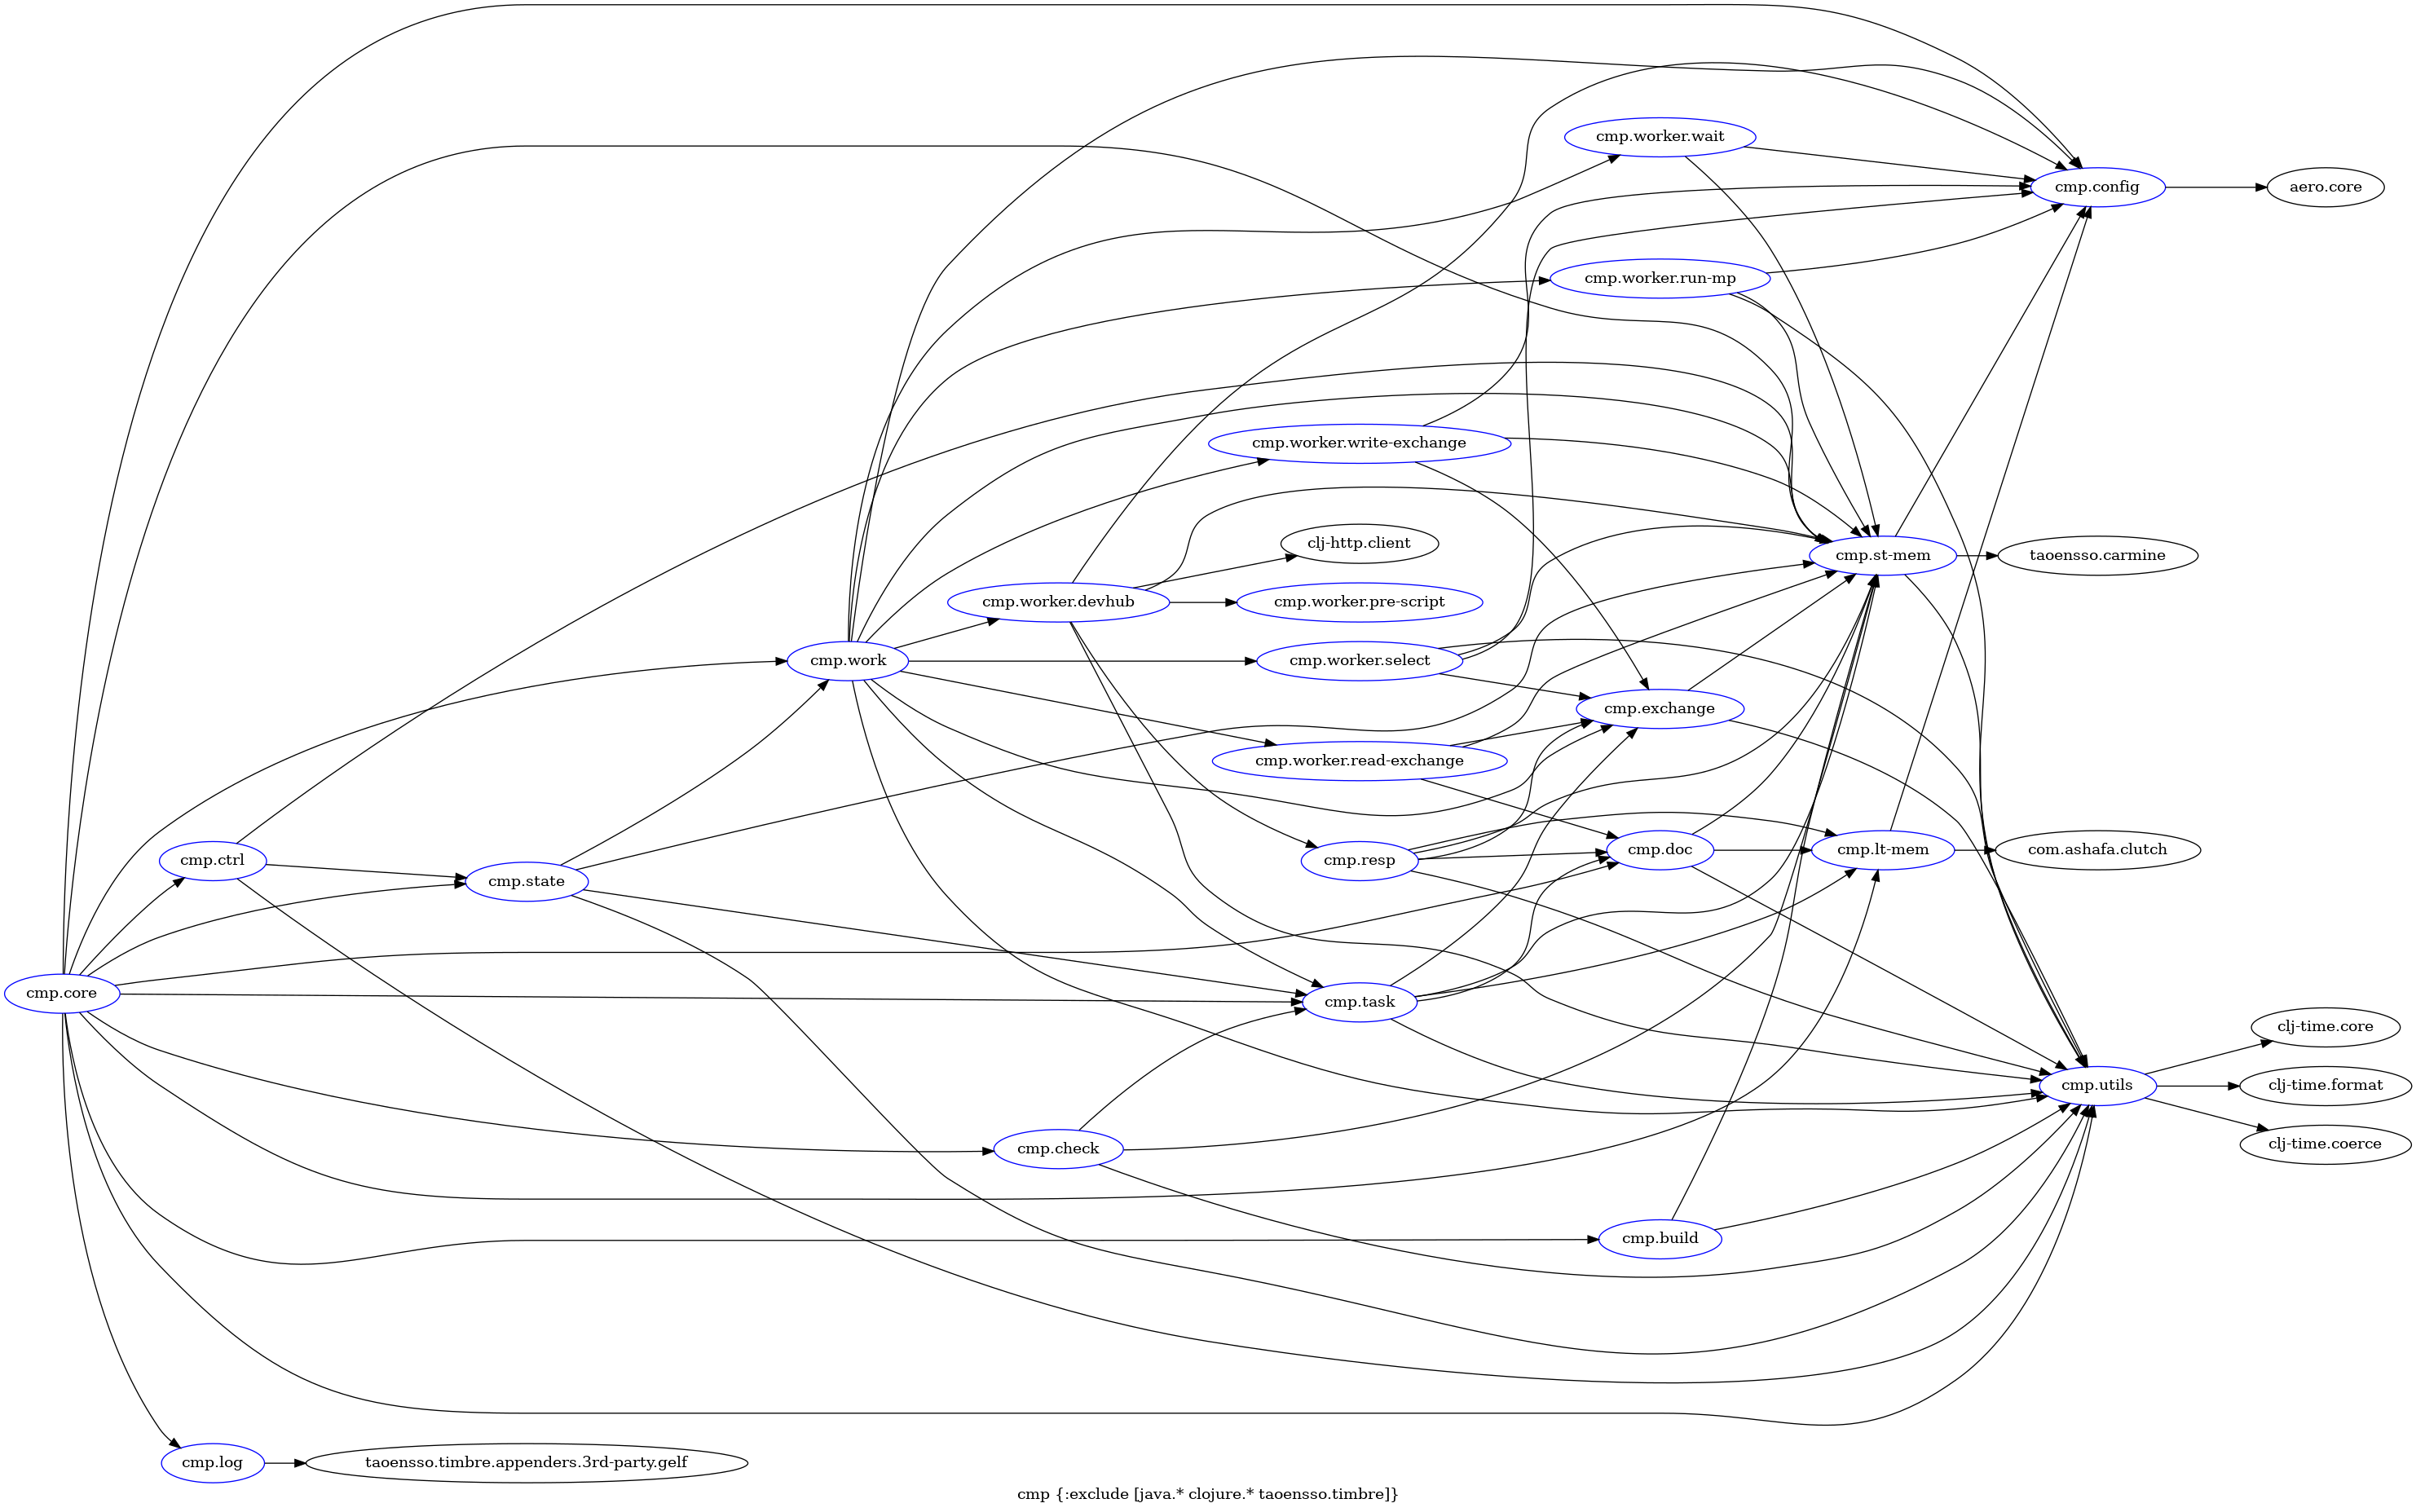 cmp.worker.wait
cmp.config
aero.core
cmp.worker.run-mp
cmp.worker.write-exchange
clj-http.client
cmp.st-mem
taoensso.carmine
cmp.worker.devhub
cmp.worker.pre-script
cmp.work
cmp.worker.select
cmp.exchange
cmp.worker.read-exchange
cmp.ctrl
cmp.resp
cmp.doc
cmp.lt-mem
com.ashafa.clutch
cmp.state
cmp.core
cmp.task
clj-time.core
cmp.utils
clj-time.format
cmp.check
clj-time.coerce
cmp.build
cmp.log
taoensso.timbre.appenders.3rd-party.gelf
cmp {:exclude [java.* clojure.* taoensso.timbre]}